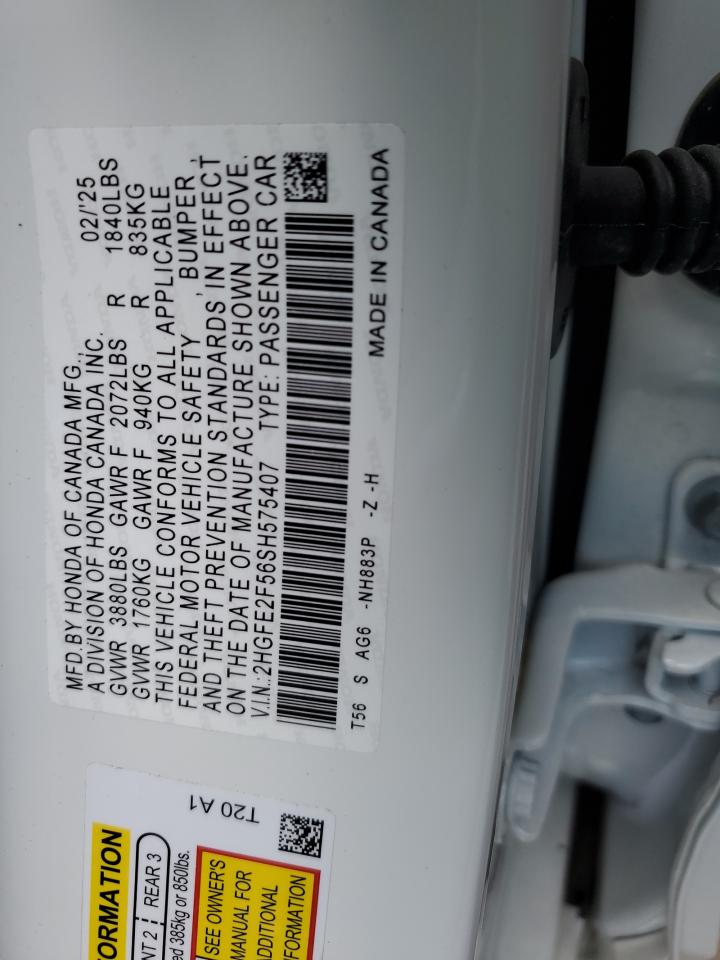 MFD.BY HONDA OF CANADA MFG.,
A DIVISION OF HONDA CANADA INC. 02/'25
GVWR 3880LBS GAWR F 2072LBS R 1840LBS
GVWR 1760KG GAWR F 940KG R 835KG
THIS VEHICLE CONFORMS TO ALL APPLICABLE
FEDERAL MOTOR VEHICLE SAFETY , BUMPER ,
AND THEFT PREVENTION STANDARDS IN EFFECT
ON THE DATE OF MANUFACTURE SHOWN ABOVE.
V.I.N.:2HGFE2F56SH575407 TYPE: PASSENGER CAR
T56 S AG6 -NH883P -Z -H
MADE IN CANADA
T20 A1
ORMATION
NT 2 REAR 3
ed 385kg or 850lbs.
SEE OWNER'S
MANUAL FOR
ADDITIONAL
NFORMATION